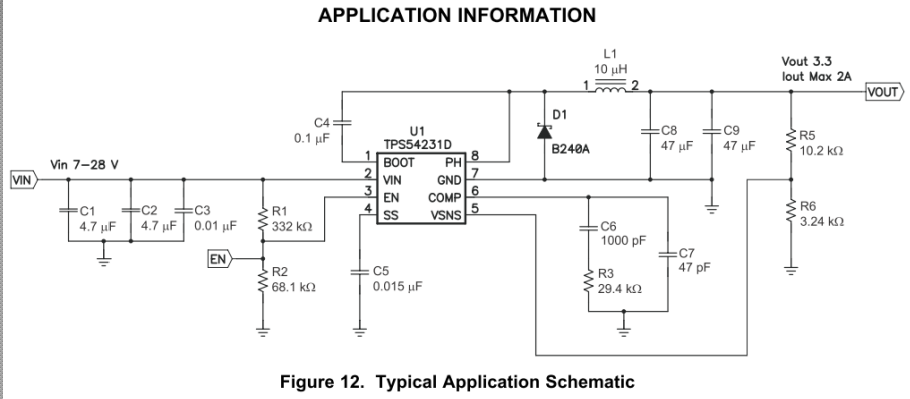 APPLICATION INFORMATION
L1
10 μH
1
2
Vout 3.3
Iout Max 2A
VOUT
C4
0.1 μF
D1
B240A
C8
47 μF
C9
47 μF
R5
10.2 kΩ
U1
TPS54231D
Vin 7–28 V
VIN
1 BOOT PH 8
2 VIN GND 7
3 EN COMP 6
4 SS VSNS 5
C1
4.7 μF
C2
4.7 μF
C3
0.01 μF
R1
332 kΩ
R6
3.24 kΩ
C6
1000 pF
C7
47 pF
EN
R2
68.1 kΩ
C5
0.015 μF
R3
29.4 kΩ
Figure 12. Typical Application Schematic